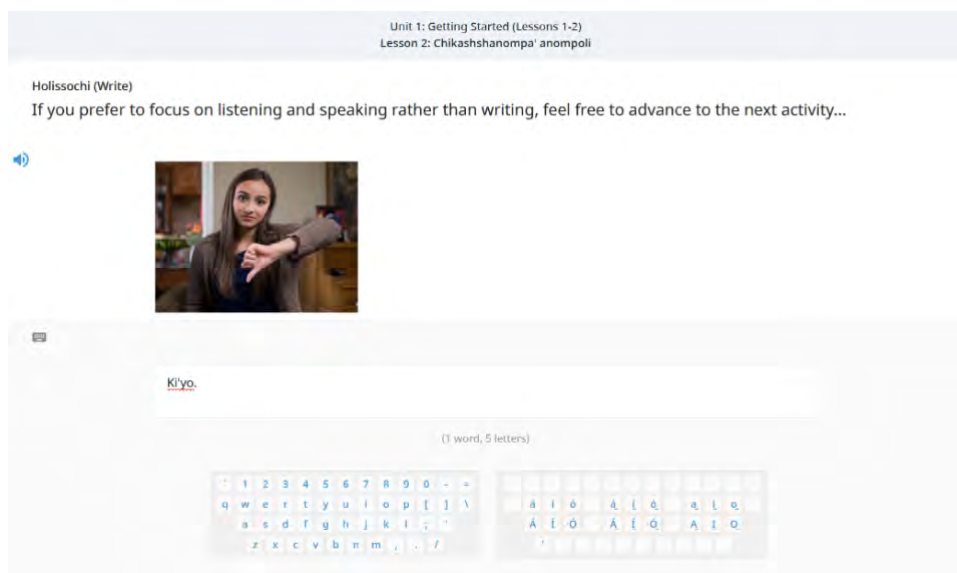 Unit 1: Getting Started (Lessons 1-2)
Lesson 2: Chikashshanompa' anompoli
Holissochi (Write)
If you prefer to focus on listening and speaking rather than writing, feel free to advance to the next activity...
Ki'yo.
(1 word, 5 letters)
1 2 3 4 5 6 7 8 9 0 - =
q w e r t y u i o p [ ] \
a s d f g h j k l ; '
z x c v b n m , . /
á í ó á̱ í̱ ó̱ a̱ i̱ o̱
Á Í Ó Á̱ Í̱ Ó̱ A̱ I̱ O̱
'